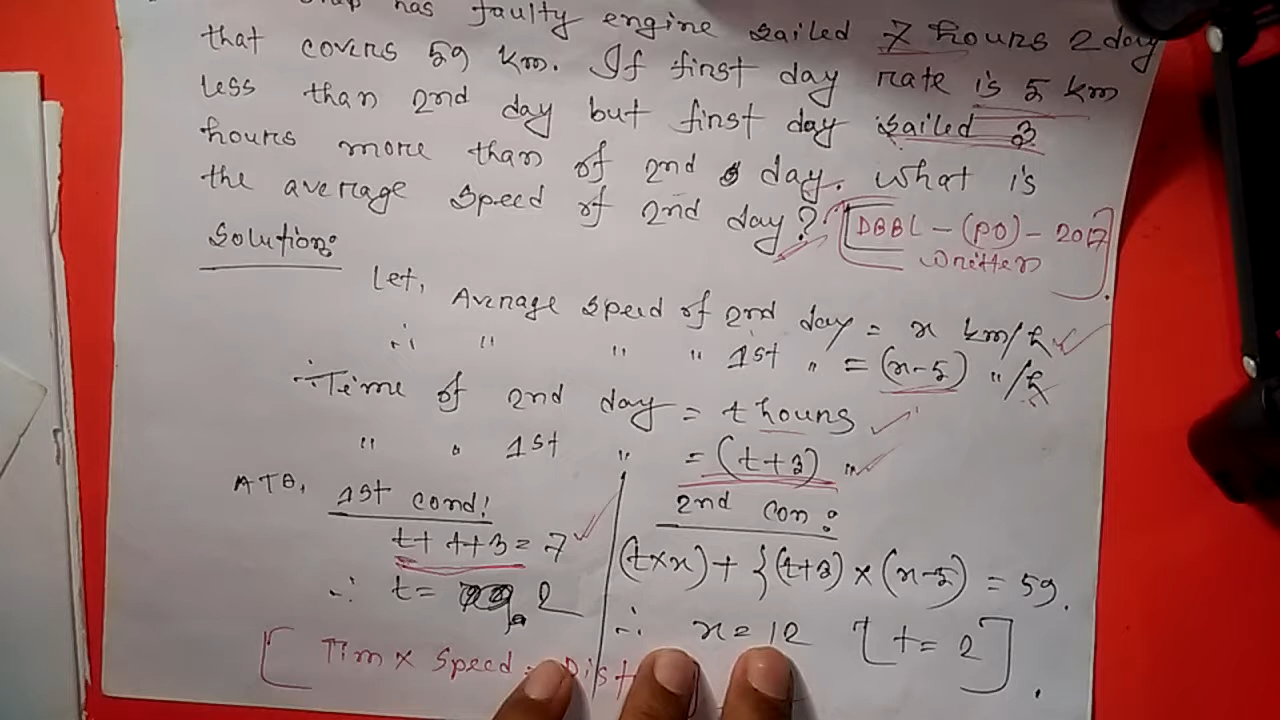 has faulty engine sailed 7 hours 2 day
that covers 59 km. If first day rate is 5 km
less than 2nd day but first day sailed 3
hours more than of 2nd day. What is
the average speed of 2nd day? [DBBL - (PO) - 2017
written]
Solution:
Let, Average speed of 2nd day = x km/h
∴ " " " 1st " = (x-5) "/h
∴ Time of 2nd day = t hours
" " 1st " = (t+3) "
ATQ, 1st cond:
t+t+3=7
∴ t= 2
2nd con:
(t×x)+{(t+3)×(x-5)=59.
∴ x=12 [t=2].
[Tim× Speed = Dist